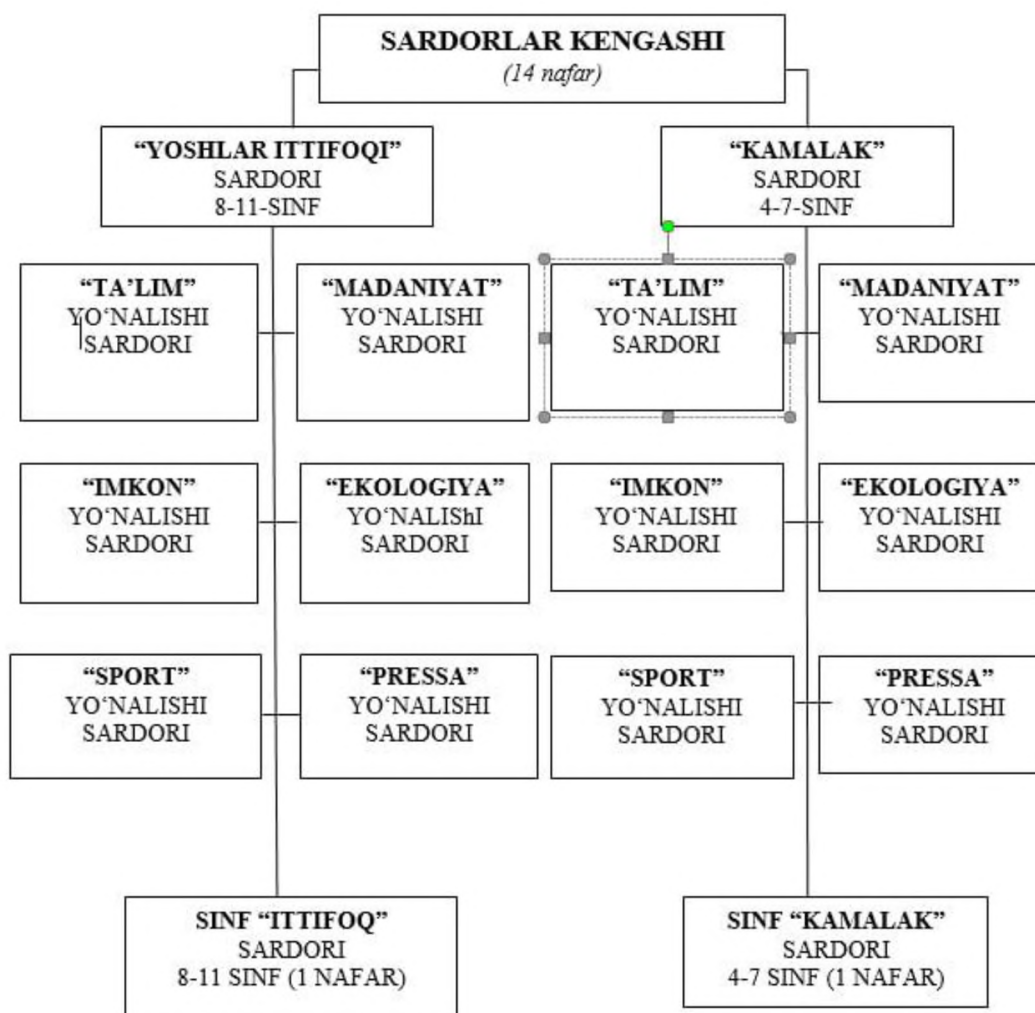 SARDORLAR KENGASHI
(14 nafar)
“YOSHLAR ITTIFOQI”
SARDORI
8-11-SINF
“KAMALAK”
SARDORI
4-7-SINF
“TA’LIM”
YO‘NALISHI
SARDORI
“MADANIYAT”
YO‘NALISHI
SARDORI
“TA’LIM”
YO‘NALISHI
SARDORI
“MADANIYAT”
YO‘NALISHI
SARDORI
“IMKON”
YO‘NALISHI
SARDORI
“EKOLOGIYA”
YO‘NALIShI
SARDORI
“IMKON”
YO‘NALISHI
SARDORI
“EKOLOGIYA”
YO‘NALISHI
SARDORI
“SPORT”
YO‘NALISHI
SARDORI
“PRESSA”
YO‘NALISHI
SARDORI
“SPORT”
YO‘NALISHI
SARDORI
“PRESSA”
YO‘NALISHI
SARDORI
SINF “ITTIFOQ”
SARDORI
8-11 SINF (1 NAFAR)
SINF “KAMALAK”
SARDORI
4-7 SINF (1 NAFAR)